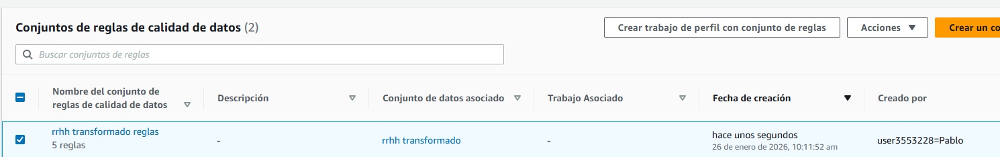 Conjuntos de reglas de calidad de datos (2)
Crear trabajo de perfil con conjunto de reglas
Acciones
Crear un
Buscar conjuntos de reglas
Nombre del conjunto de
reglas de calidad de datos
Descripción
Conjunto de datos asociado
Trabajo Asociado
Fecha de creación
Creado por
rrhh transformado reglas
5 reglas
-
rrhh transformado
-
hace unos segundos
26 de enero de 2026, 10:11:52 am
user3553228=Pablo